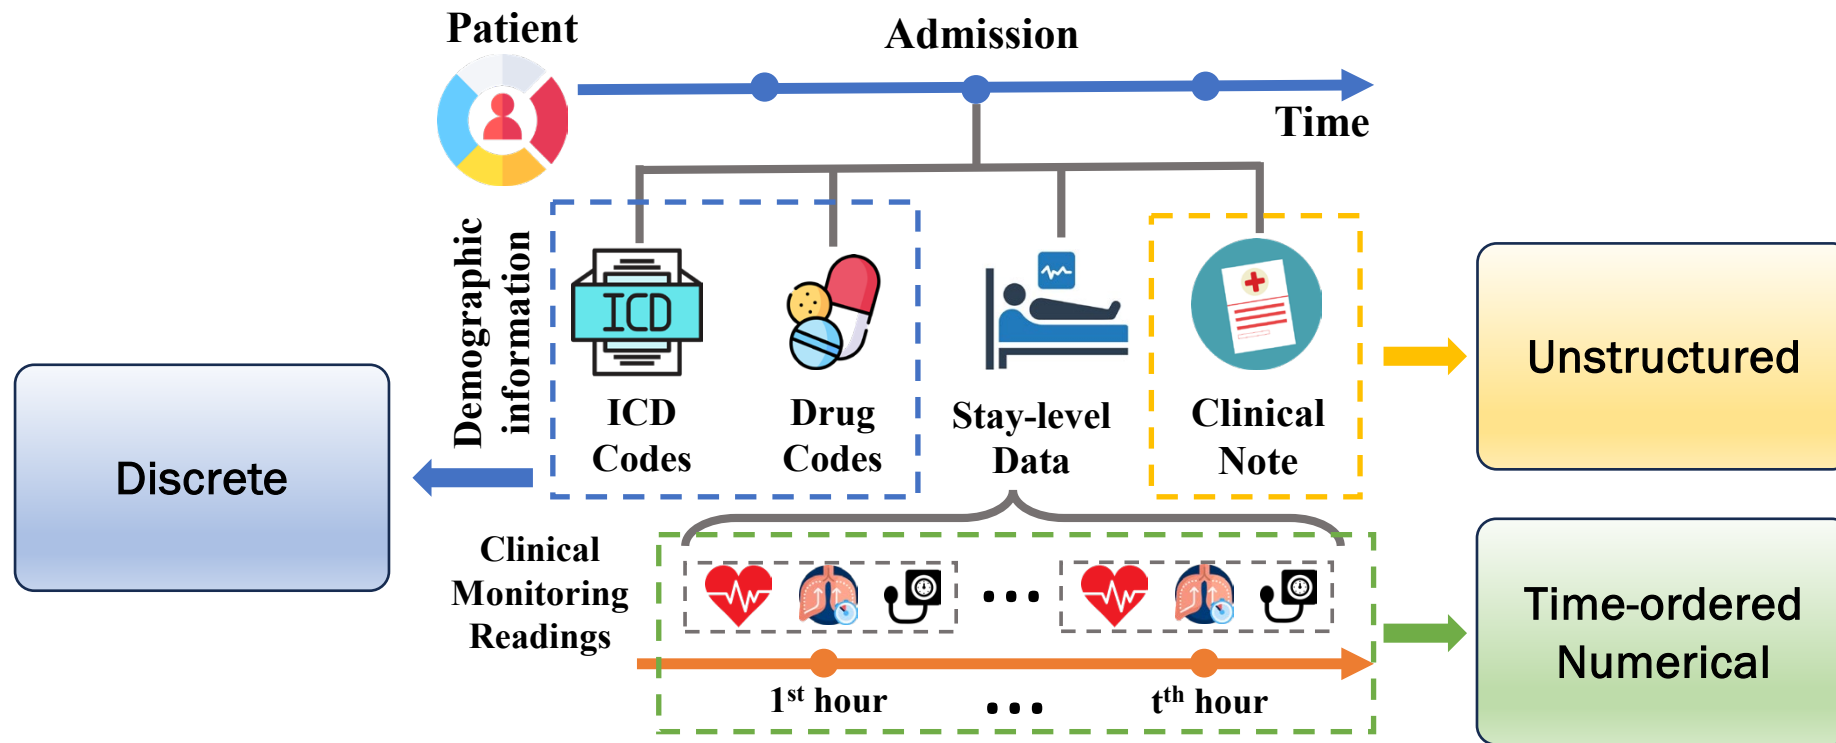 Patient
Admission
Time
Demographic
information
ICD
ICD
Codes
Drug
Codes
Stay-level
Data
Clinical
Note
Discrete
Unstructured
Clinical
Monitoring
Readings
...
1st hour
...
tth hour
Time-ordered
Numerical